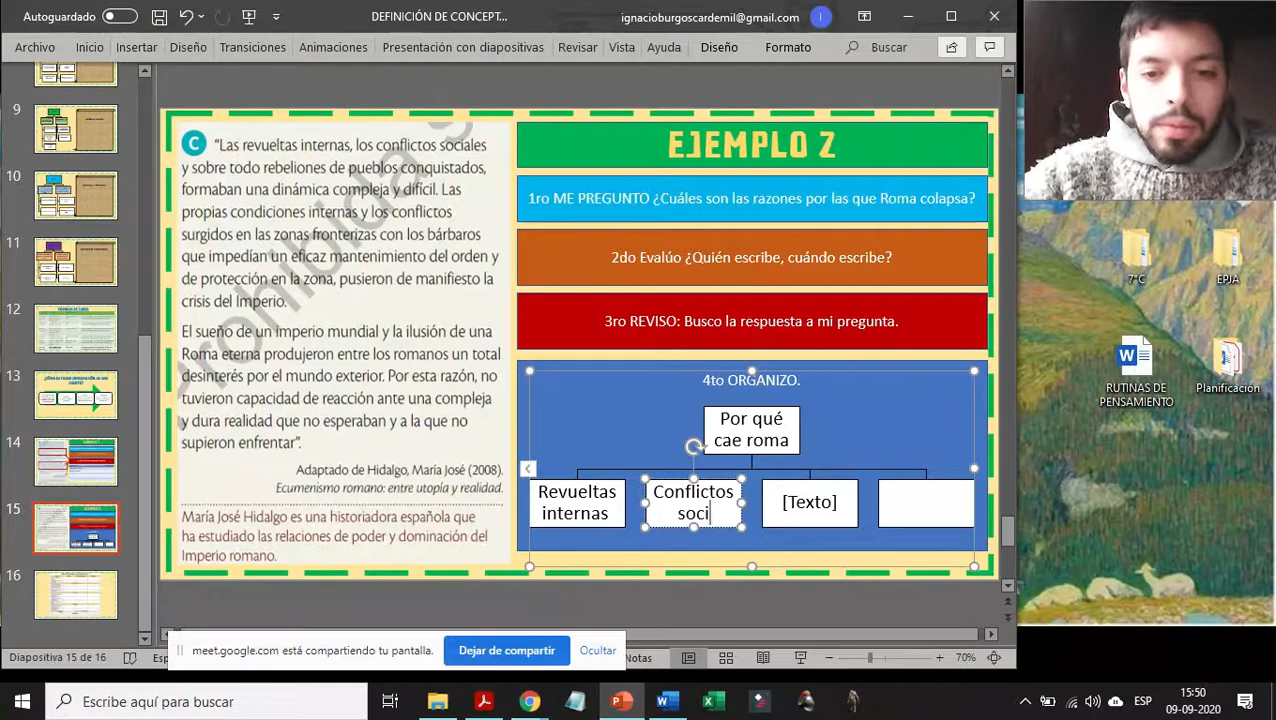 Autoguardado
DEFINICIÓN DE CONCEPT...
ignacioburgoscardemil@gmail.com
I
Archivo Inicio Insertar Diseño Transiciones Animaciones Presentación con diapositivas Revisar Vista Ayuda Diseño Formato Buscar
9
10
11
12
13
14
16
C "Las revueltas internas, los conflictos sociales
y sobre todo rebeliones de pueblos conquistados,
formaban una dinámica compleja y difícil. Las
propias condiciones internas y los conflictos
surgidos en las zonas fronterizas con los bárbaros
que impedían un eficaz mantenimiento del orden y
de protección en la zona, pusieron de manifiesto la
crisis del Imperio.
El sueño de un imperio mundial y la ilusión de una
Roma eterna produjeron entre los romanos un total
desinterés por el mundo exterior. Por esta razón, no
tuvieron capacidad de reacción ante una compleja
y dura realidad que no esperaban y a la que no
supieron enfrentar".
Adaptado de Hidalgo, María José (2008).
Ecumenismo romano: entre utopía y realidad.
María José Hidalgo es una historiadora española que
ha estudiado las relaciones de poder y dominación del
Imperio romano.
EJEMPLO 2
1ro ME PREGUNTO ¿Cuáles son las razones por las que Roma colapsa?
2do Evalúo ¿Quién escribe, cuándo escribe?
3ro REVISO: Busco la respuesta a mi pregunta.
4to ORGANIZO.
Por qué
cae roma
Revueltas
internas
Conflictos
soci
[Texto]
7°C
EPJA
RUTINAS DE
PENSAMIENTO
Planificación
meet.google.com está compartiendo tu pantalla.
Dejar de compartir
Ocultar
Diapositiva 15 de 16
Esp
Notas
70%
Escribe aquí para buscar
ESP
15:50
09-09-2020